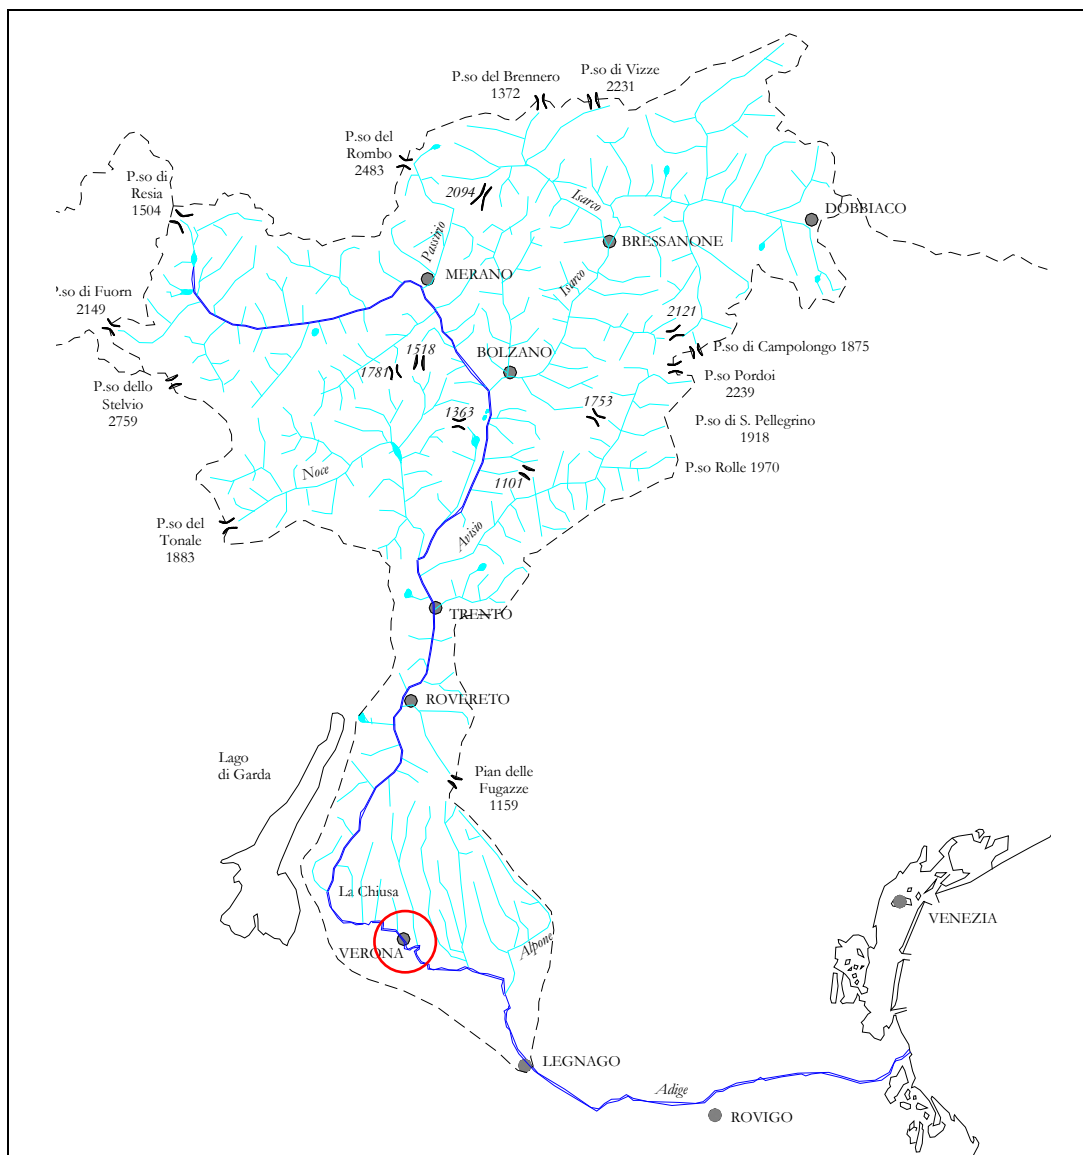 P.so del Brennero
1372
P.so di Vizze
2231
P.so del
Rombo
2483
P.so di
Resia
1504
2094
Isarco
DOBBIACO
Passirio
BRESSANONE
MERANO
Isarco
P.so di Fuorn
2149
2121
1518
1781
BOLZANO
P.so di Campolongo 1875
P.so Pordoi
2239
P.so dello
Stelvio
2759
1363
1753
P.so di S. Pellegrino
1918
Noce
1101
P.so Rolle 1970
P.so del
Tonale
1883
Avisio
TRENTO
ROVERETO
Lago
di Garda
Pian delle
Fugazze
1159
La Chiusa
VENEZIA
VERONA
Alpone
LEGNAGO
Adige
ROVIGO